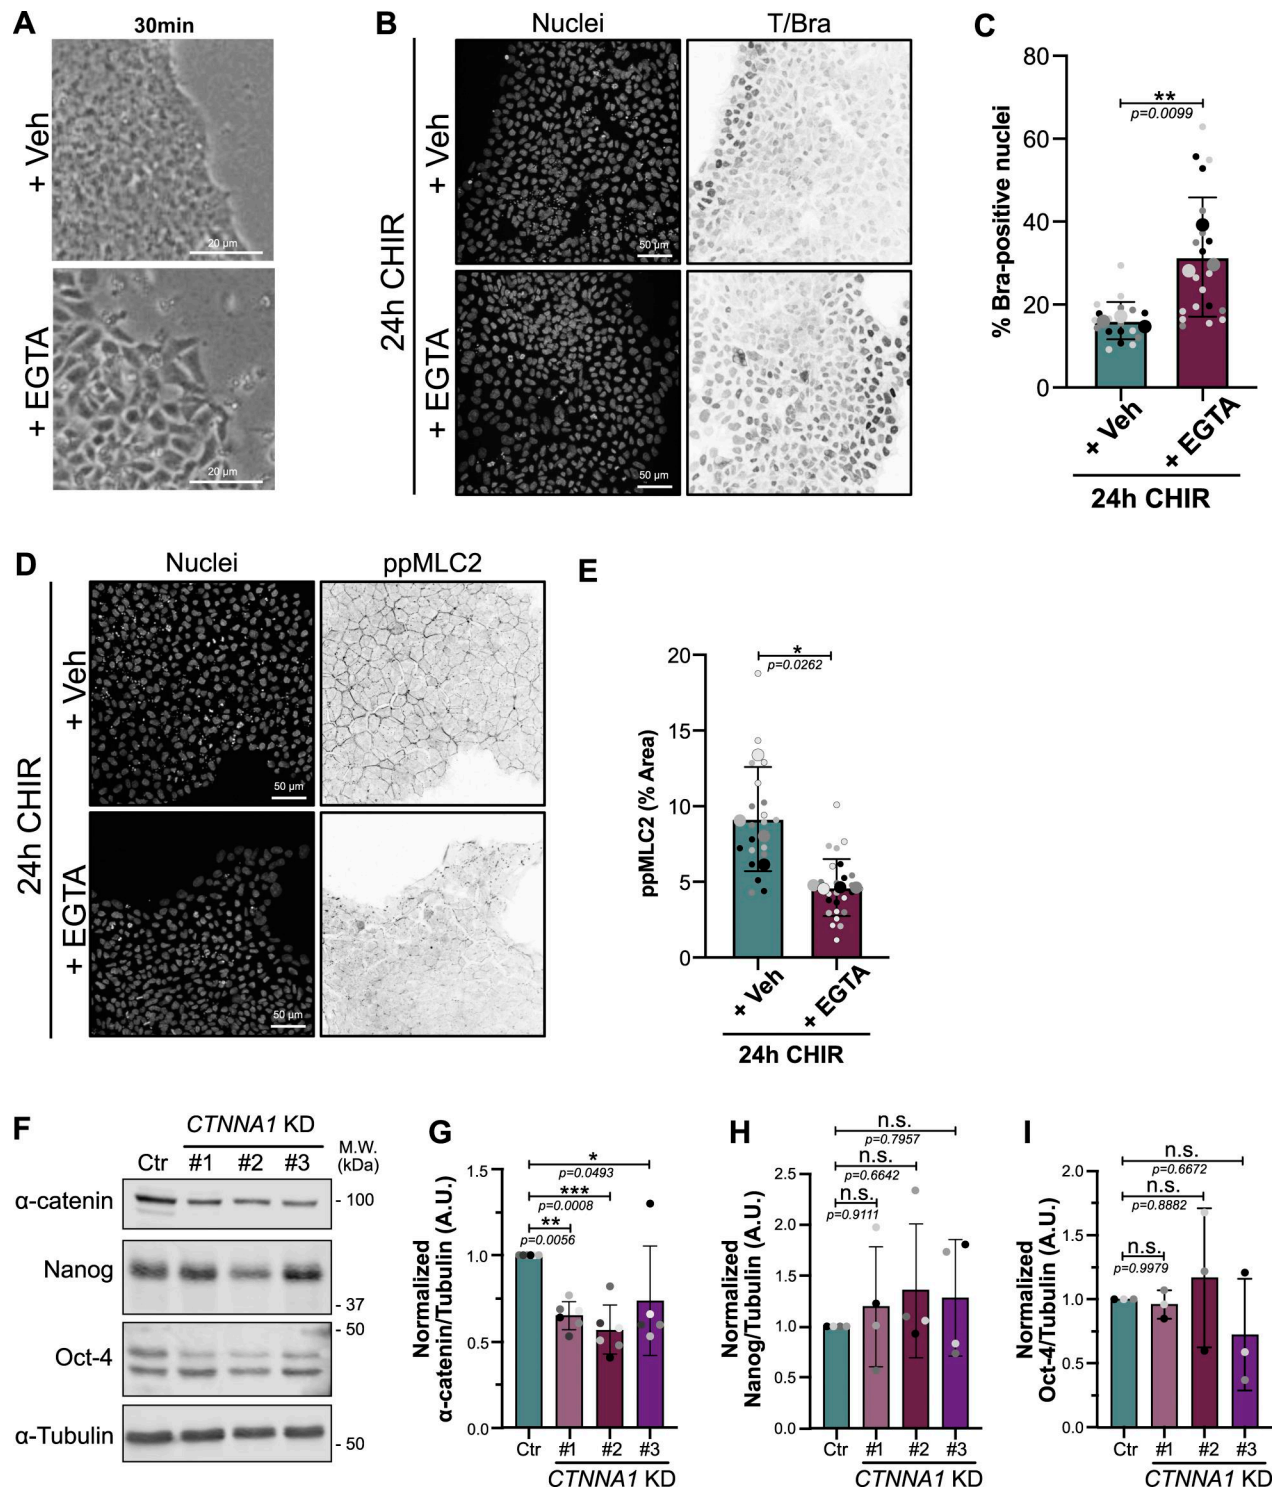 A
30min
+ Veh
20 µm
+ EGTA
20 µm
B
Nuclei
T/Bra
24h CHIR
+ Veh
50 µm
+ EGTA
50 µm
C
% Bra-positive nuclei
80
60
40
20
0
**
p=0.0099
+ Veh
+ EGTA
24h CHIR
D
Nuclei
ppMLC2
24h CHIR
+ Veh
50 µm
+ EGTA
50 µm
E
ppMLC2 (% Area)
20
15
10
5
0
*
p=0.0262
+ Veh
+ EGTA
24h CHIR
F
CTNNA1 KD
Ctr #1 #2 #3
M.W.
(kDa)
α-catenin
- 100
Nanog
- 37
- 50
Oct-4
α-Tubulin
- 50
G
Normalized
α-catenin/Tubulin (A.U.)
1.5
1.0
0.5
0.0
*
p=0.0493
***
p=0.0008
**
p=0.0056
Ctr #1 #2 #3
CTNNA1 KD
H
Normalized
Nanog/Tubulin (A.U.)
2.5
2.0
1.5
1.0
0.5
0.0
n.s.
p=0.7957
n.s.
p=0.6642
n.s.
p=0.9111
Ctr #1 #2 #3
CTNNA1 KD
I
Normalized
Oct-4/Tubulin (A.U.)
2.0
1.5
1.0
0.5
0.0
n.s.
p=0.6672
n.s.
p=0.8882
n.s.
p=0.9979
Ctr #1 #2 #3
CTNNA1 KD